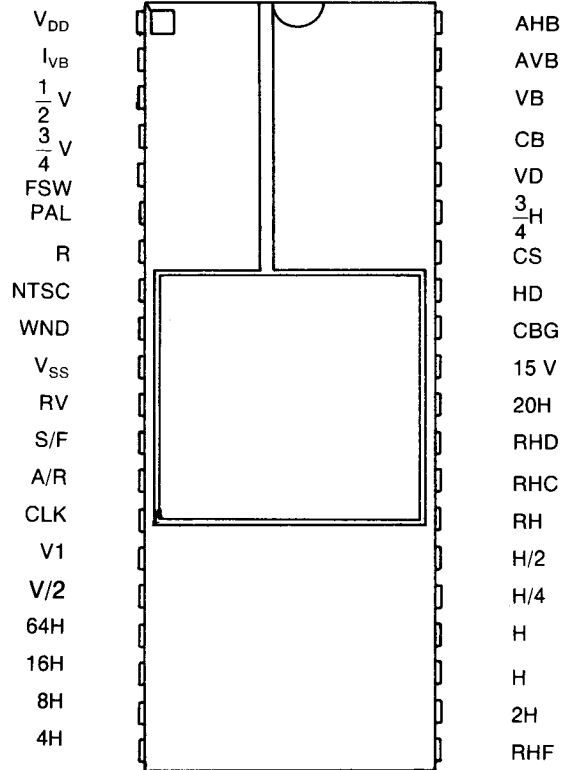 V_DD
I_VB
1/2 V
3/4 V
FSW
PAL
R
NTSC
WND
V_SS
RV
S/F
A/R
CLK
V1
V/2
64H
16H
8H
4H
AHB
AVB
VB
CB
VD
3/4 H
CS
HD
CBG
15 V
20H
RHD
RHC
RH
H/2
H/4
H
H
2H
RHF